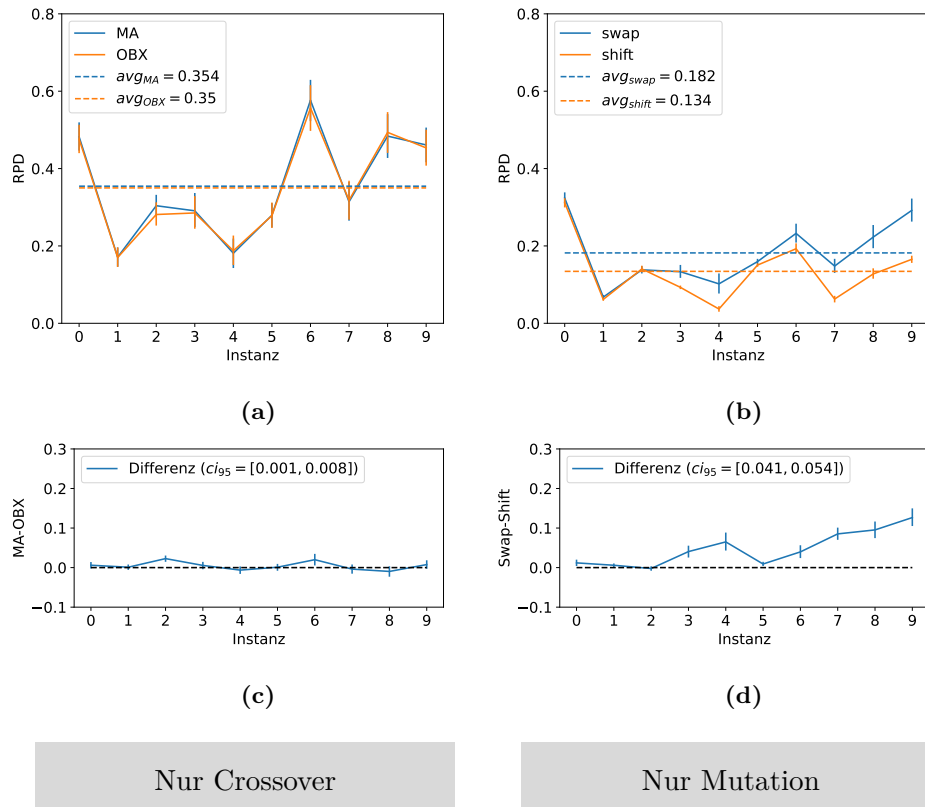 0.8
0.6
0.4
0.2
0.0
RPD
MA
OBX
avg_MA = 0.354
avg_OBX = 0.35
0 1 2 3 4 5 6 7 8 9
Instanz
(a)
0.8
0.6
0.4
0.2
0.0
RPD
swap
shift
avg_swap = 0.182
avg_shift = 0.134
0 1 2 3 4 5 6 7 8 9
Instanz
(b)
0.3
0.2
0.1
0.0
−0.1
MA-OBX
Differenz (ci_95 = [0.001, 0.008])
0 1 2 3 4 5 6 7 8 9
Instanz
(c)
0.3
0.2
0.1
0.0
−0.1
Swap-Shift
Differenz (ci_95 = [0.041, 0.054])
0 1 2 3 4 5 6 7 8 9
Instanz
(d)
Nur Crossover
Nur Mutation